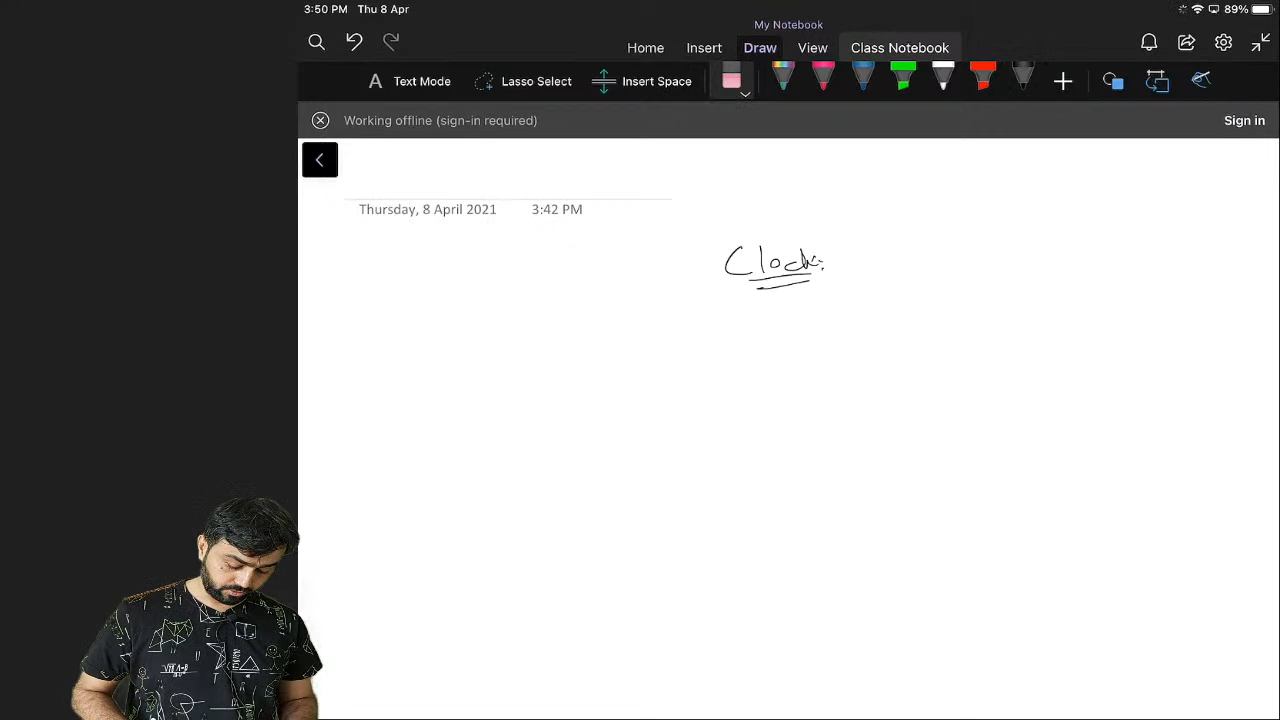 3:50 PM Thu 8 Apr
89%
My Notebook
Home Insert Draw View Class Notebook
Text Mode Lasso Select Insert Space
Working offline (sign-in required) Sign in
Thursday, 8 April 2021 3:42 PM
Clock